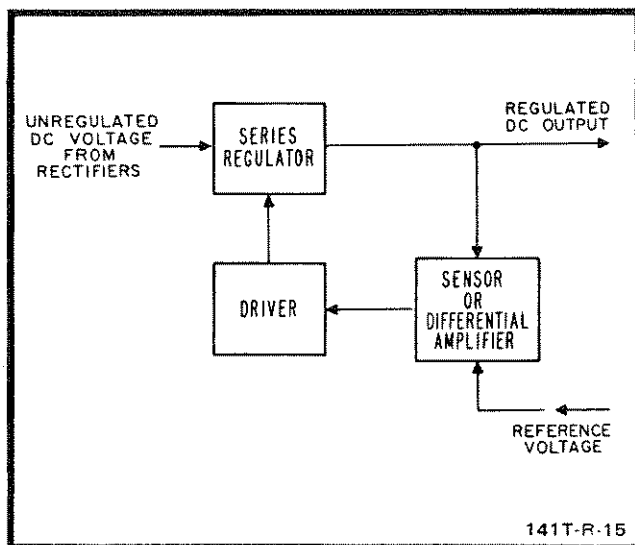 UNREGULATED
DC VOLTAGE
FROM
RECTIFIERS
SERIES
REGULATOR
REGULATED
DC OUTPUT
DRIVER
SENSOR
OR
DIFFERENTIAL
AMPLIFIER
REFERENCE
VOLTAGE
141T-R-15